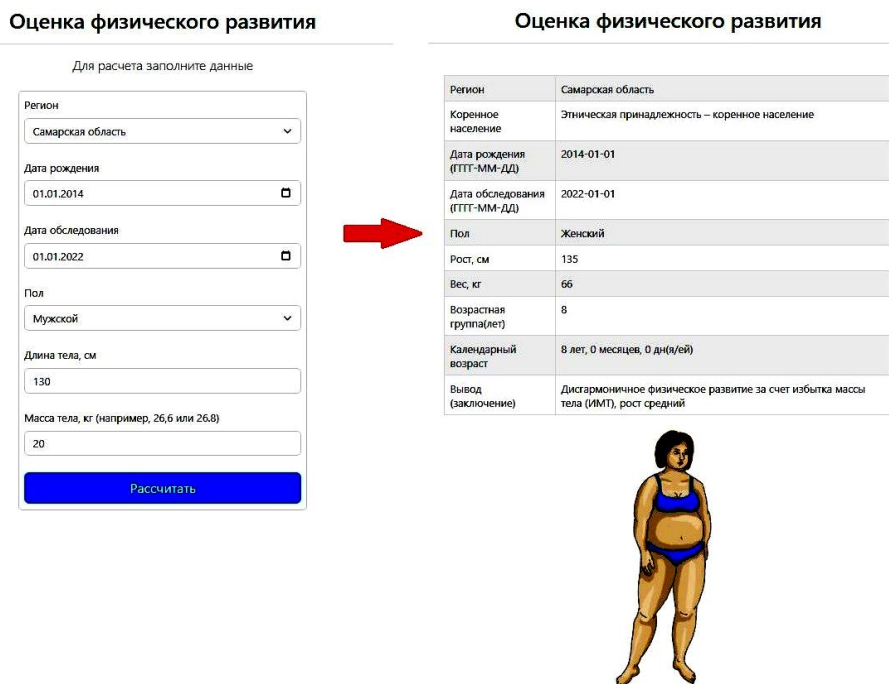 Оценка физического развития
Для расчета заполните данные
Регион
Самарская область
Дата рождения
01.01.2014
Дата обследования
01.01.2022
Пол
Мужской
Длина тела, см
130
Масса тела, кг (например, 26,6 или 26.8)
20
Рассчитать
Оценка физического развития
Регион
Самарская область
Коренное
население
Этническая принадлежность – коренное население
Дата рождения
(ГГГГ-ММ-ДД)
2014-01-01
Дата обследования
(ГГГГ-ММ-ДД)
2022-01-01
Пол
Женский
Рост, см
135
Вес, кг
66
Возрастная
группа(лет)
8
Календарный
возраст
8 лет, 0 месяцев, 0 дн(я/ей)
Вывод
(заключение)
Дисгармоничное физическое развитие за счет избытка массы
тела (ИМТ), рост средний